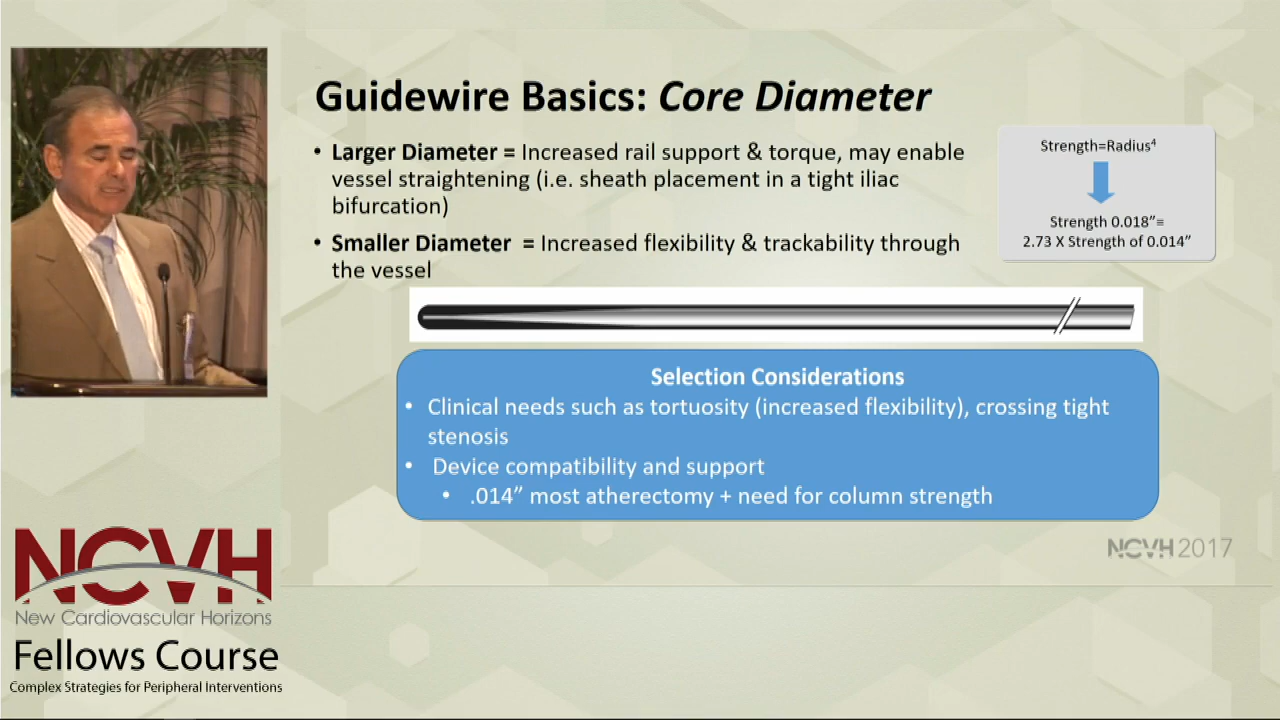 Guidewire Basics: Core Diameter
• Larger Diameter = Increased rail support & torque, may enable
vessel straightening (i.e. sheath placement in a tight iliac
bifurcation)
• Smaller Diameter = Increased flexibility & trackability through
the vessel
Strength=Radius⁴
Strength 0.018”=
2.73 X Strength of 0.014”
Selection Considerations
• Clinical needs such as tortuosity (increased flexibility), crossing tight
stenosis
• Device compatibility and support
• .014” most atherectomy + need for column strength
NCVH 2017
NCVH
New Cardiovascular Horizons
Fellows Course
Complex Strategies for Peripheral Interventions